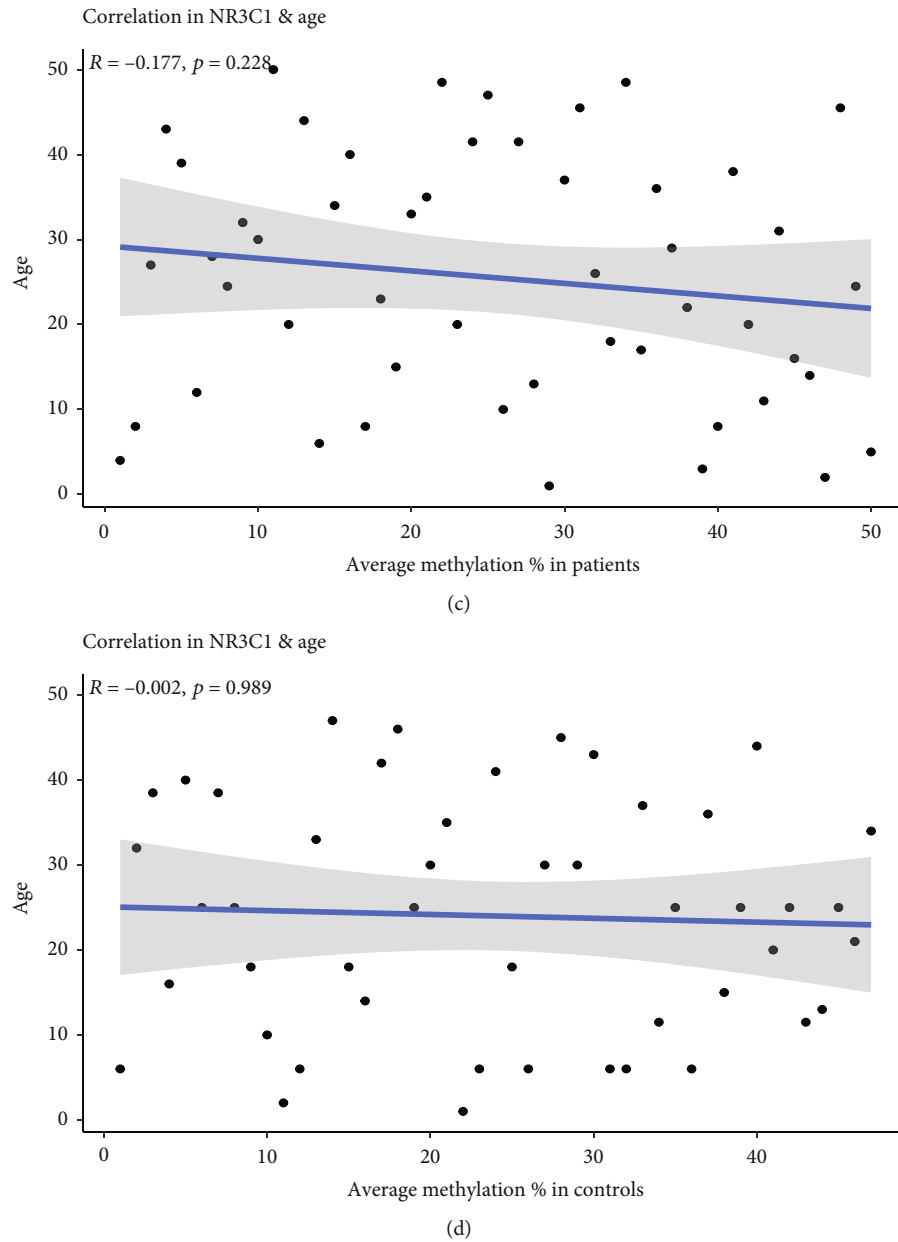 Correlation in NR3C1 & age
R = –0.177, p = 0.228
50
40
30
20
10
0
Age
0 10 20 30 40 50
Average methylation % in patients
(c)
Correlation in NR3C1 & age
R = –0.002, p = 0.989
50
40
30
20
10
0
Age
0 10 20 30 40
Average methylation % in controls
(d)